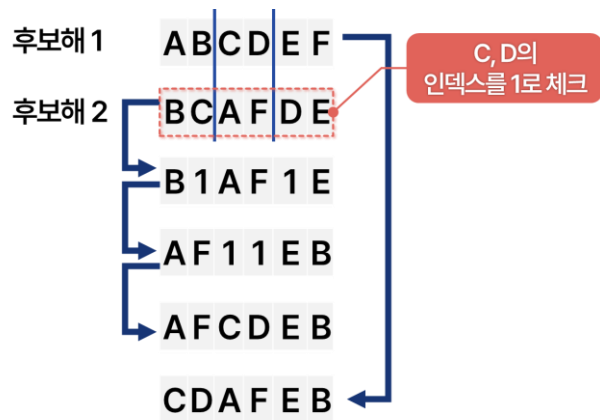 후보해 1 ABCDEF
C, D의
인덱스를 1로 체크
후보해 2 BCAFDE
B1AF1E
AF11EB
AFCDEB
CDAFEB